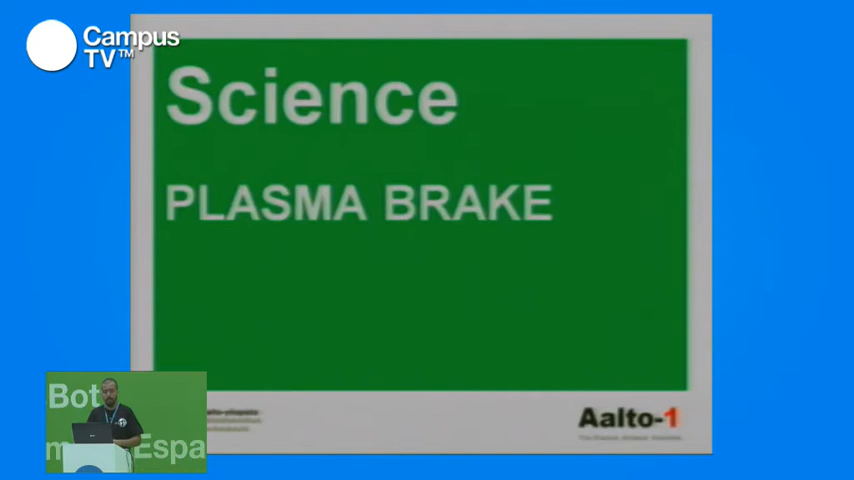 Campus
TV™
Science
PLASMA BRAKE
Bot
Espa
Aalto-1